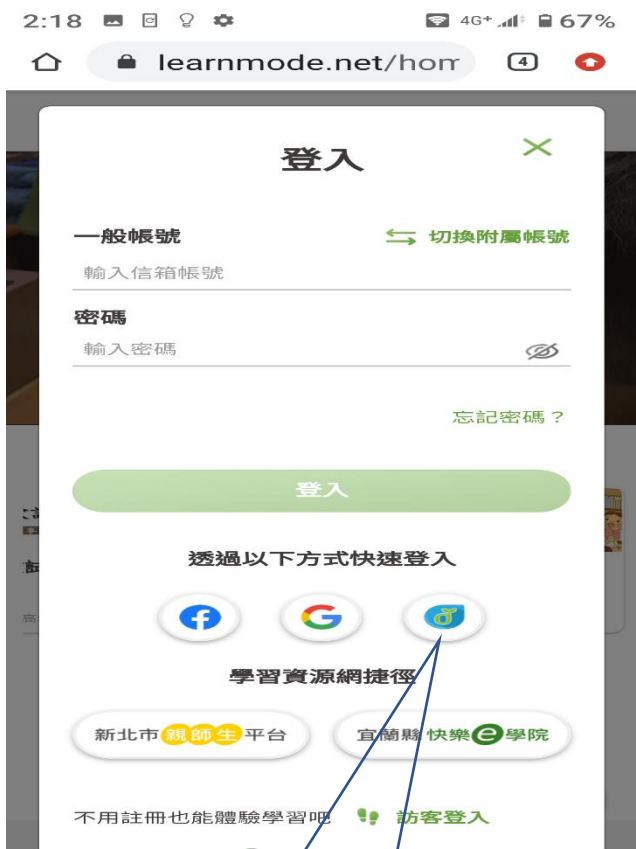 2:18 4G+ 67%
learnmode.net/hom 4
登入
一般帳號 切換附屬帳號
輸入信箱帳號
密碼
輸入密碼
忘記密碼？
登入
透過以下方式快速登入
學習資源網捷徑
新北市親師生平台 宜蘭縣 快樂e學院
不用註冊也能體驗學習吧 訪客登入